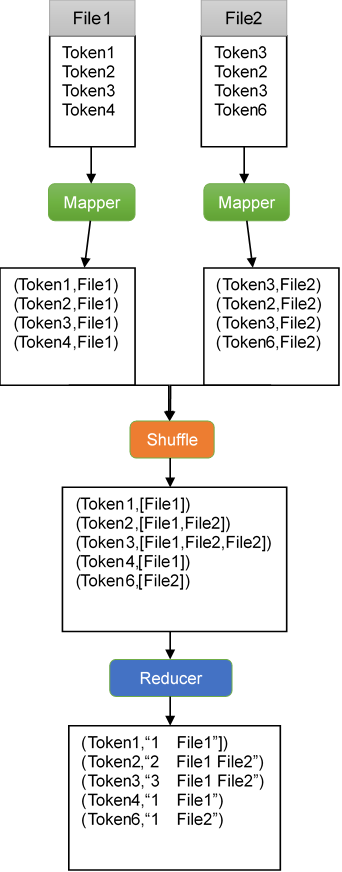 File1
Token1
Token2
Token3
Token4
File2
Token3
Token2
Token3
Token6
Mapper
Mapper
(Token1,File1)
(Token2,File1)
(Token3,File1)
(Token4,File1)
(Token3,File2)
(Token2,File2)
(Token3,File2)
(Token6,File2)
Shuffle
(Token1,[File1])
(Token2,[File1,File2])
(Token3,[File1,File2,File2])
(Token4,[File1])
(Token6,[File2])
Reducer
(Token1,“1 File1”])
(Token2,“2 File1 File2”)
(Token3,“3 File1 File2”)
(Token4,“1 File1”)
(Token6,“1 File2”)